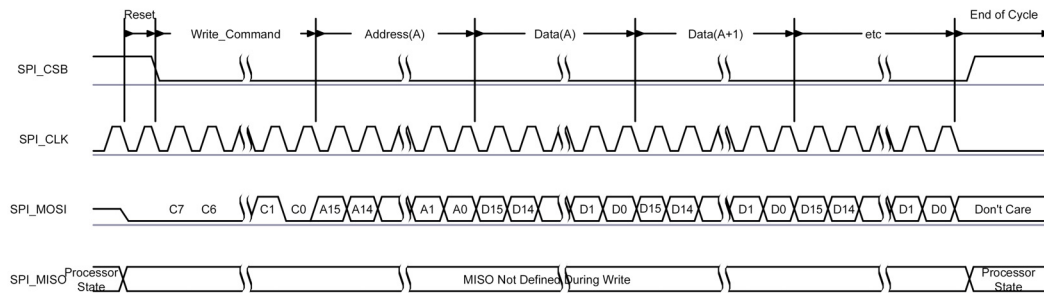 Reset
Write_Command
Address(A)
Data(A)
Data(A+1)
etc
End of Cycle
SPI_CSB
SPI_CLK
SPI_MOSI
C7 C6 C1 C0 A15 A14 A1 A0 D15 D14 D1 D0 D15 D14 D1 D0 D15 D14 D1 D0 Don't Care
SPI_MISO
Processor
State
MISO Not Defined During Write
Processor
State